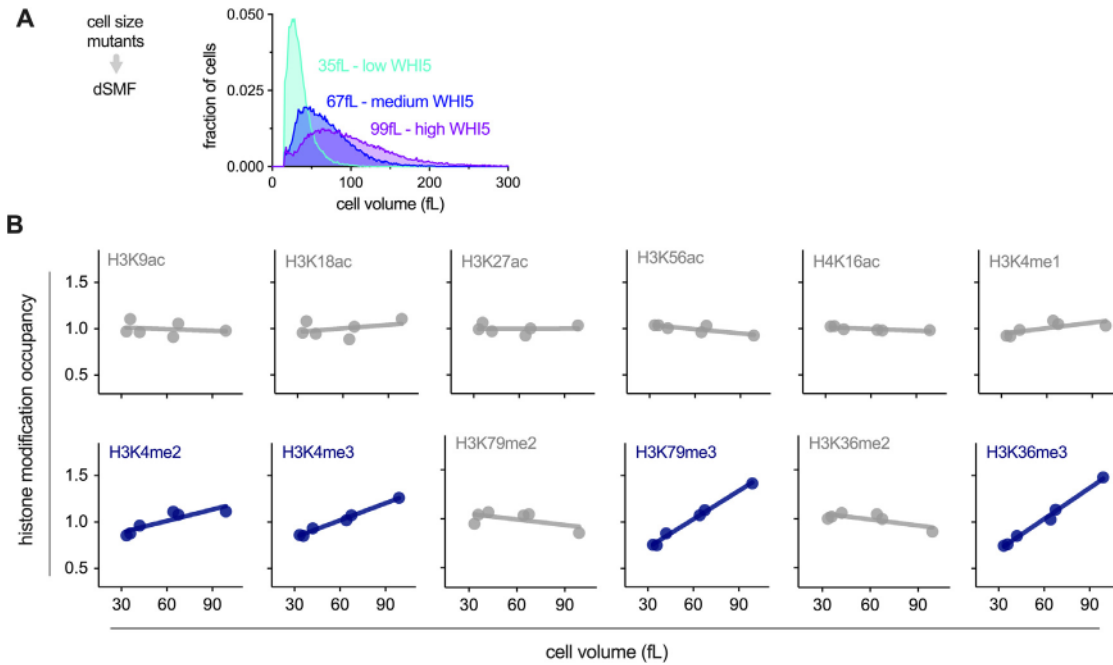 A
cell size
mutants
dSMF
fraction of cells
0.050
0.025
0.000
35fL - low WHI5
67fL - medium WHI5
99fL - high WHI5
0 100 200 300
cell volume (fL)
B
histone modification occupancy
H3K9ac H3K18ac H3K27ac H3K56ac H4K16ac H3K4me1
1.5
1.0
0.5
H3K4me2 H3K4me3 H3K79me2 H3K79me3 H3K36me2 H3K36me3
1.5
1.0
0.5
30 60 90 30 60 90 30 60 90 30 60 90 30 60 90 30 60 90
cell volume (fL)